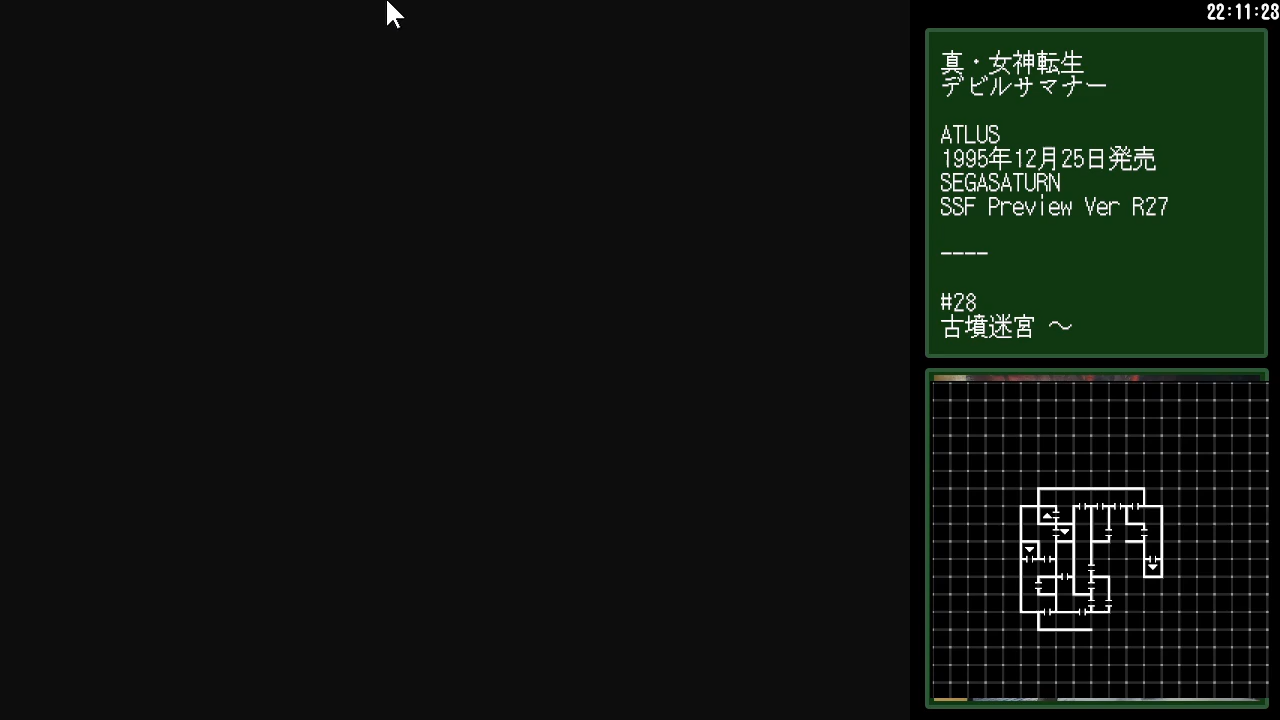 22:11:28
真・女神転生
デビルサマナー
ATLUS
1995年12月25日発売
SEGASATURN
SSF Preview Ver R27
----
#28
古墳迷宮 ～